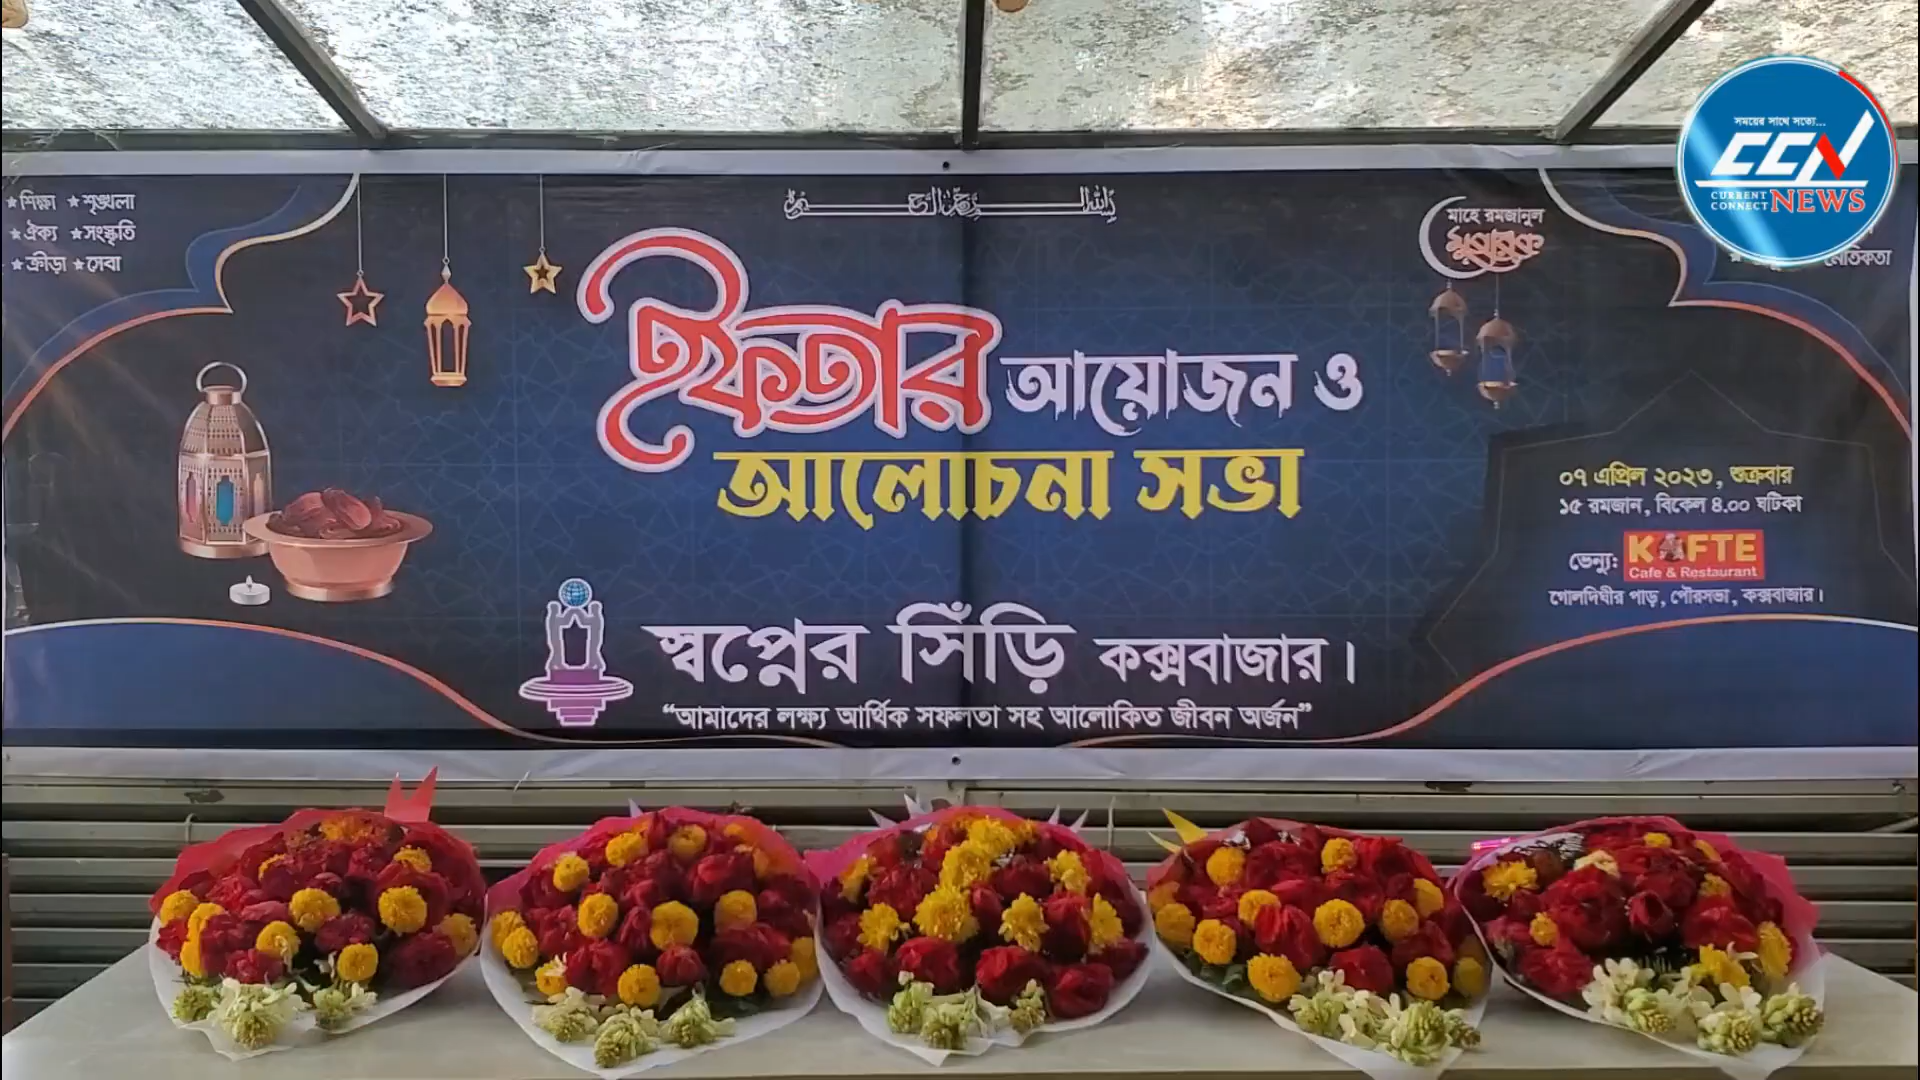 সময়ের সাথে সত্যে...
CCN
CURRENT CONNECT NEWS
★শিক্ষা ★শৃঙ্খলা
★ঐক্য ★সংস্কৃতি
★ক্রীড়া ★সেবা
নৈতিকতা
মাহে রমজানুল
মুবারক
ইফতার আয়োজন ও
আলোচনা সভা
০৭ এপ্রিল ২০২৩, শুক্রবার
১৫ রমজান, বিকেল ৪.০০ ঘটিকা
ভেন্যু: KAFTE
Cafe & Restaurant
গোলদিঘীর পাড়, পৌরসভা, কক্সবাজার।
স্বপ্নের সিঁড়ি কক্সবাজার।
“আমাদের লক্ষ্য আর্থিক সফলতা সহ আলোকিত জীবন অর্জন”